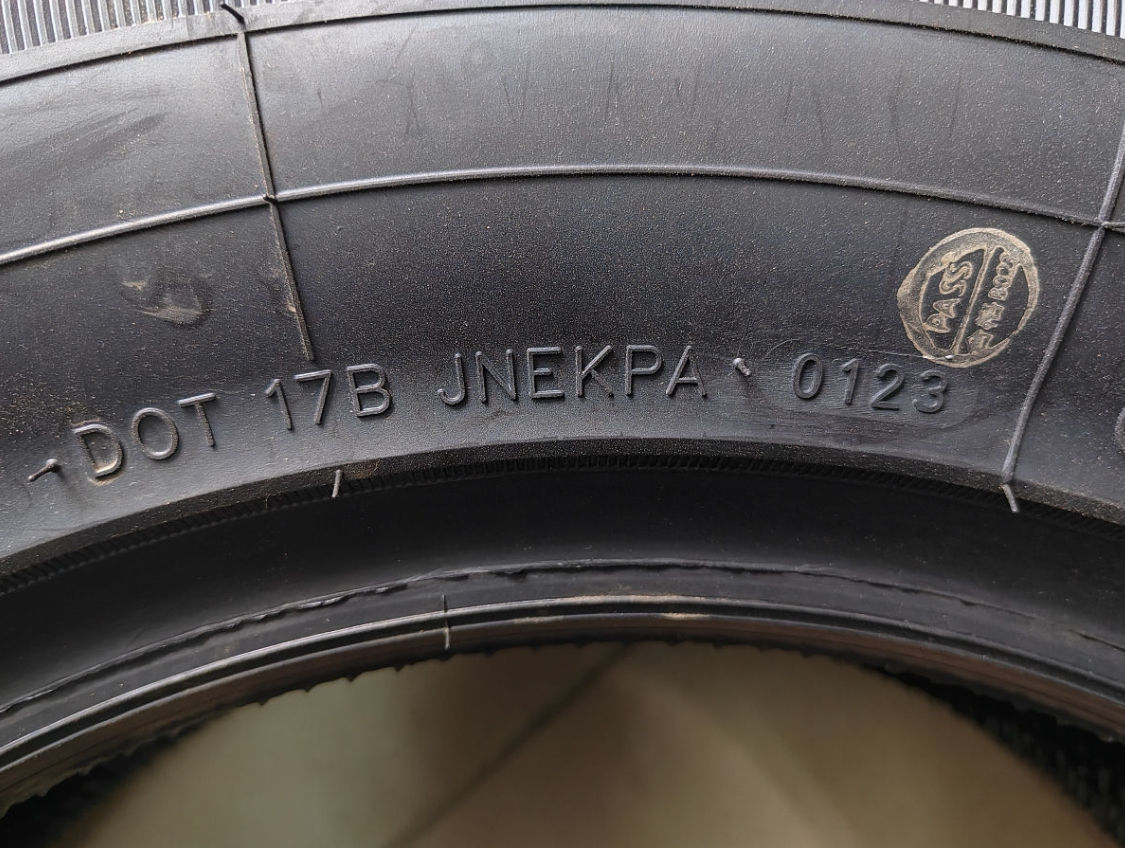 DOT 17B JNEKPA 0123
PASS